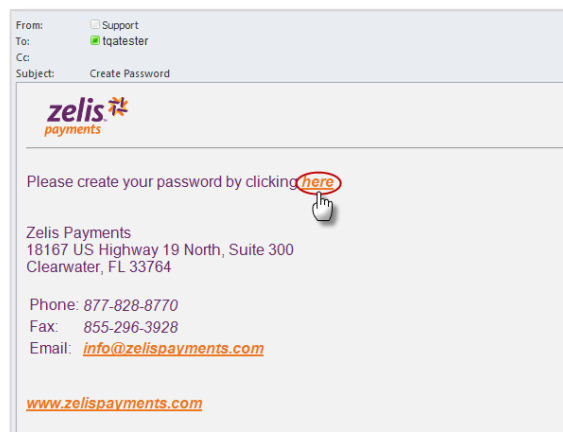 From: Support
To: tqatester
Cc:
Subject: Create Password
zelis
payments
Please create your password by clicking here
Zelis Payments
18167 US Highway 19 North, Suite 300
Clearwater, FL 33764
Phone: 877-828-8770
Fax: 855-296-3928
Email: info@zelispayments.com
www.zelispayments.com